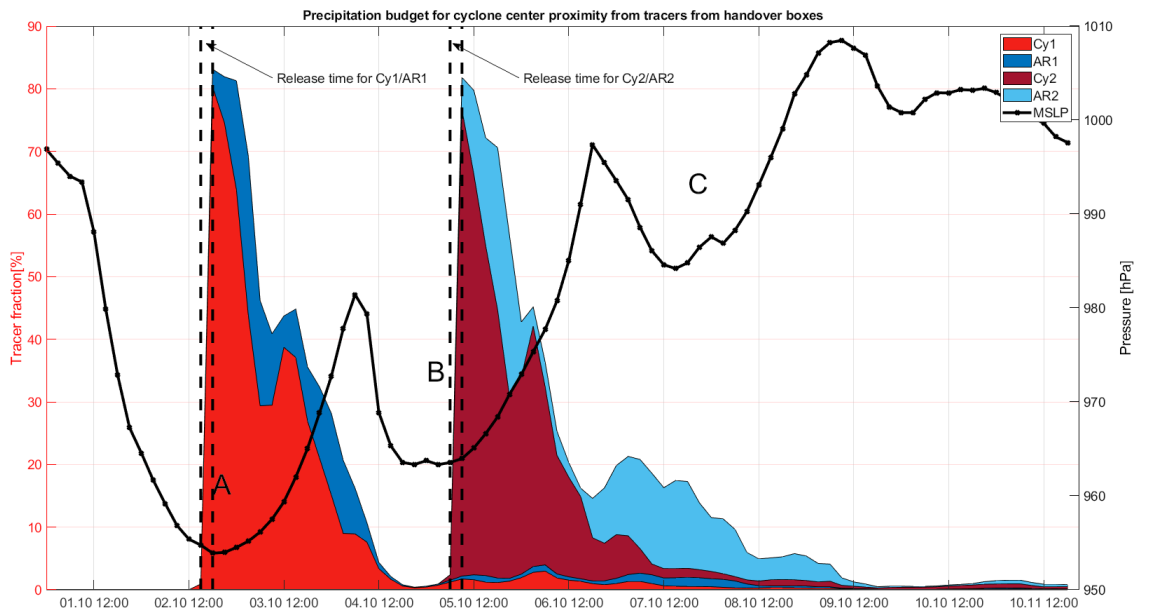 Precipitation budget for cyclone center proximity from tracers from handover boxes
90
80
70
60
50
40
30
20
10
0
Tracer fraction[%]
1010
1000
990
980
970
960
950
Pressure [hPa]
Release time for Cy1/AR1
Release time for Cy2/AR2
Cy1
AR1
Cy2
AR2
MSLP
A
B
C
01.10 12:00
02.10 12:00
03.10 12:00
04.10 12:00
05.10 12:00
06.10 12:00
07.10 12:00
08.10 12:00
09.10 12:00
10.10 12:00
10.11 12:00